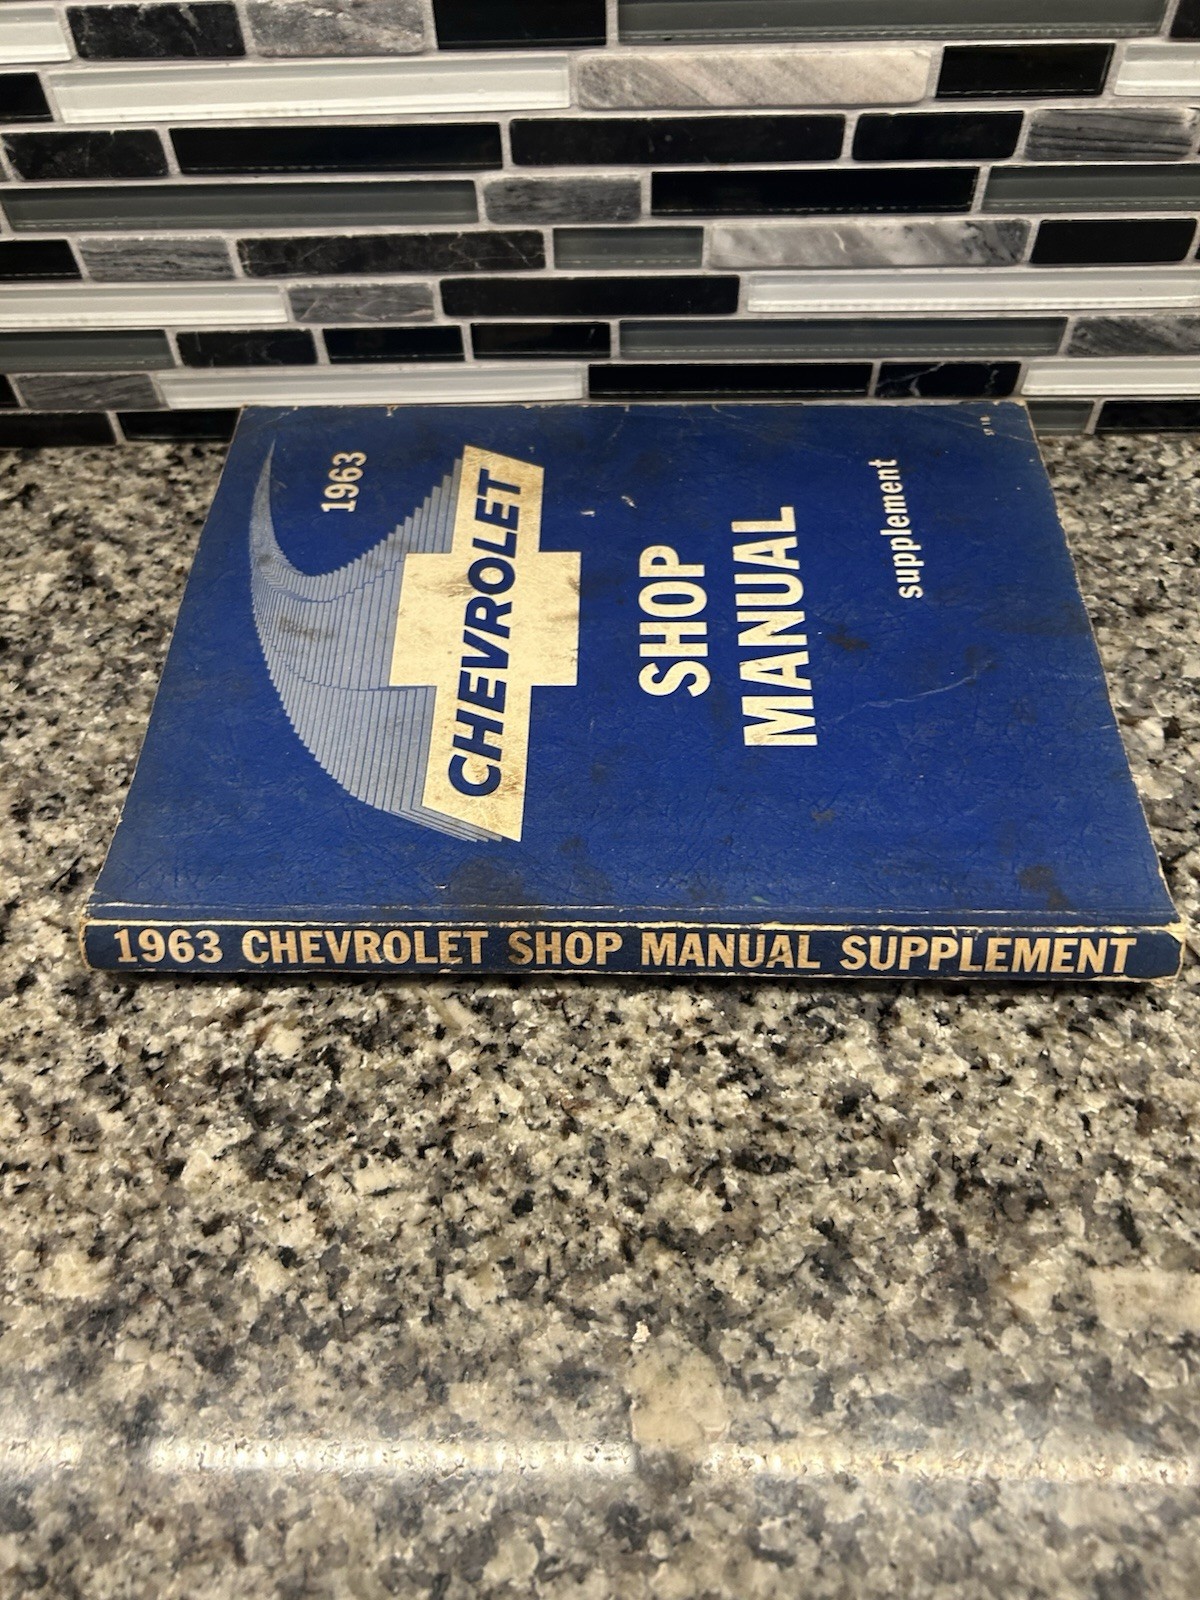 1963
CHEVROLET
SHOP
MANUAL
supplement
1963 CHEVROLET SHOP MANUAL SUPPLEMENT